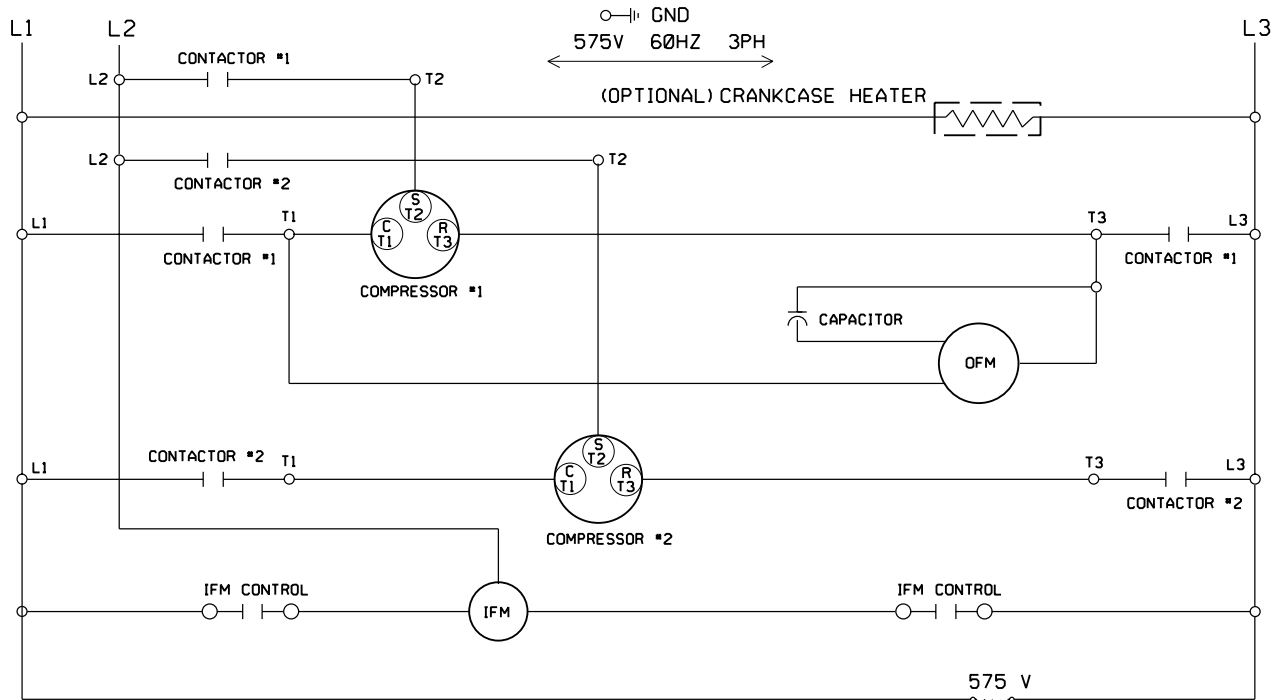 GND
L1
L2
L3
575V 60HZ 3PH
CONTACTOR #1
L2
T2
(OPTIONAL) CRANKCASE HEATER
L2
T2
CONTACTOR #2
S
T2
L1
T1
C
T1
R
T3
T3
L3
CONTACTOR #1
CONTACTOR #1
COMPRESSOR #1
CAPACITOR
OFM
CONTACTOR #2
S
T2
L1
T1
C
T1
R
T3
T3
L3
CONTACTOR #2
COMPRESSOR #2
IFM CONTROL
IFM CONTROL
IFM
575 V